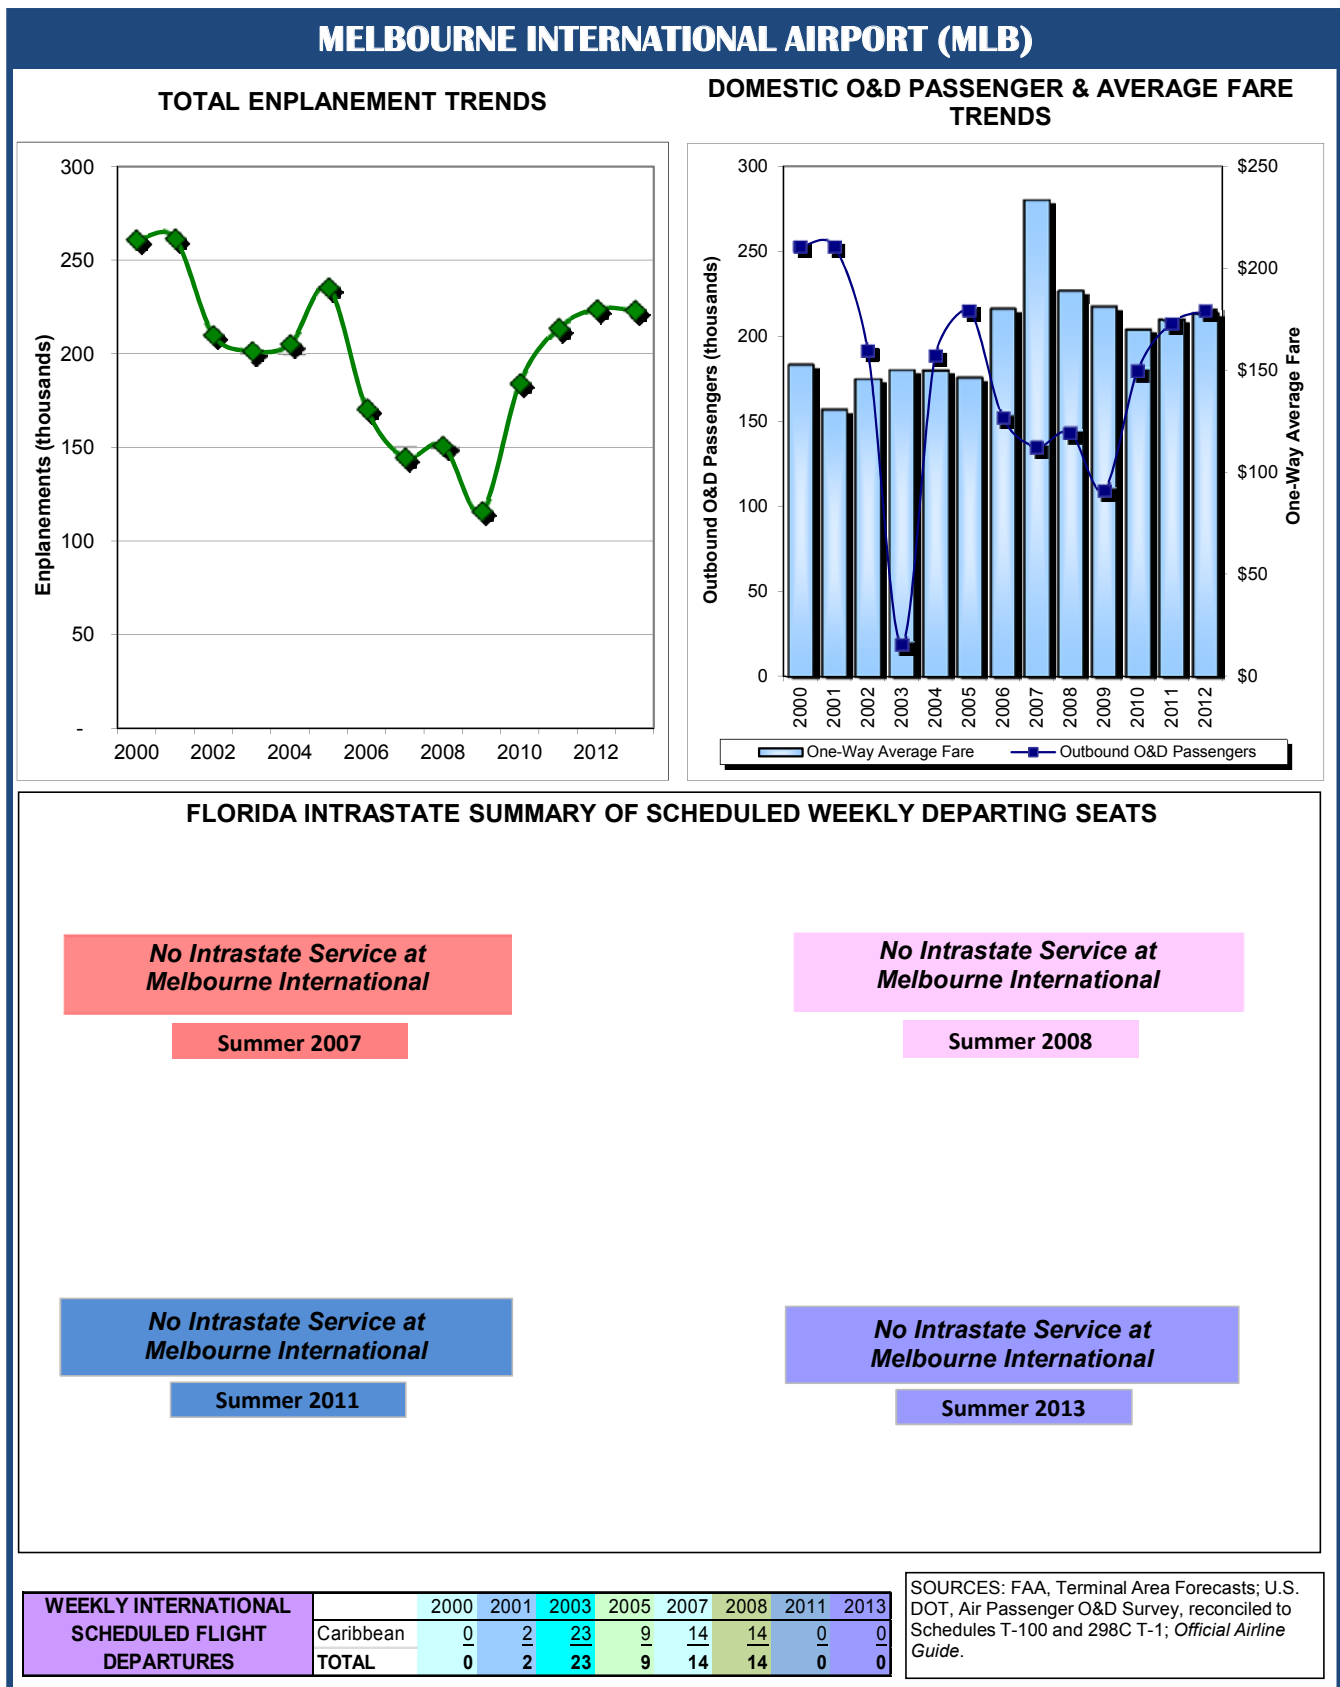 MELBOURNE INTERNATIONAL AIRPORT (MLB)
TOTAL ENPLANEMENT TRENDS
Enplanements (thousands)
300
250
200
150
100
50
-
2000 2002 2004 2006 2008 2010 2012
DOMESTIC O&D PASSENGER & AVERAGE FARE
TRENDS
Outbound O&D Passengers (thousands)
300
250
200
150
100
50
0
$250
$200
$150
$100
$50
$0
One-Way Average Fare
2000 2001 2002 2003 2004 2005 2006 2007 2008 2009 2010 2011 2012
One-Way Average Fare Outbound O&D Passengers
FLORIDA INTRASTATE SUMMARY OF SCHEDULED WEEKLY DEPARTING SEATS
No Intrastate Service at
Melbourne International
Summer 2007
No Intrastate Service at
Melbourne International
Summer 2008
No Intrastate Service at
Melbourne International
Summer 2011
No Intrastate Service at
Melbourne International
Summer 2013
WEEKLY INTERNATIONAL
SCHEDULED FLIGHT
DEPARTURES
2000 2001 2003 2005 2007 2008 2011 2013
Caribbean 0 2 23 9 14 14 0 0
TOTAL 0 2 23 9 14 14 0 0
SOURCES: FAA, Terminal Area Forecasts; U.S.
DOT, Air Passenger O&D Survey, reconciled to
Schedules T-100 and 298C T-1; Official Airline
Guide.